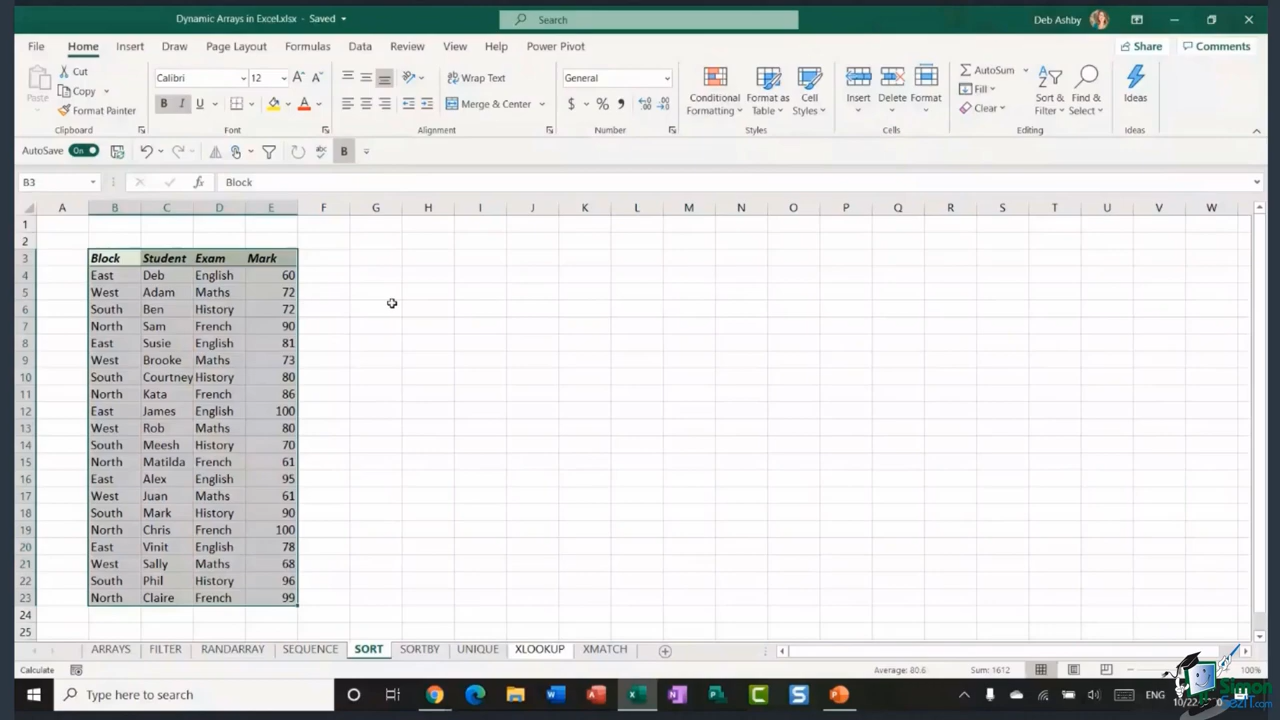 Dynamic Arrays in Excel.xlsx - Saved
Search
Deb Ashby
File Home Insert Draw Page Layout Formulas Data Review View Help Power Pivot
Share Comments
Paste
Cut
Copy
Format Painter
Clipboard
Calibri 12
B I U
Font
Wrap Text
Merge & Center
Alignment
General
$ % ,
Number
Conditional Formatting
Format as Table
Cell Styles
Styles
Insert Delete Format
Cells
AutoSum
Fill
Clear
Sort & Filter
Find & Select
Editing
Ideas
Ideas
AutoSave On B
B3 fx Block
A B C D E F G H I J K L M N O P Q R S T U V W
1
2
3 Block Student Exam Mark
4 East Deb English 60
5 West Adam Maths 72
6 South Ben History 72
7 North Sam French 90
8 East Susie English 81
9 West Brooke Maths 73
10 South Courtney History 80
11 North Kata French 86
12 East James English 100
13 West Rob Maths 80
14 South Meesh History 70
15 North Matilda French 61
16 East Alex English 95
17 West Juan Maths 61
18 South Mark History 90
19 North Chris French 100
20 East Vinit English 78
21 West Sally Maths 68
22 South Phil History 96
23 North Claire French 99
24
25
ARRAYS FILTER RANDARRAY SEQUENCE SORT SORTBY UNIQUE XLOOKUP XMATCH
Calculate Average: 80.6 Sum: 1612 100%
Type here to search
ENG
10/22
Simon SezIT.com